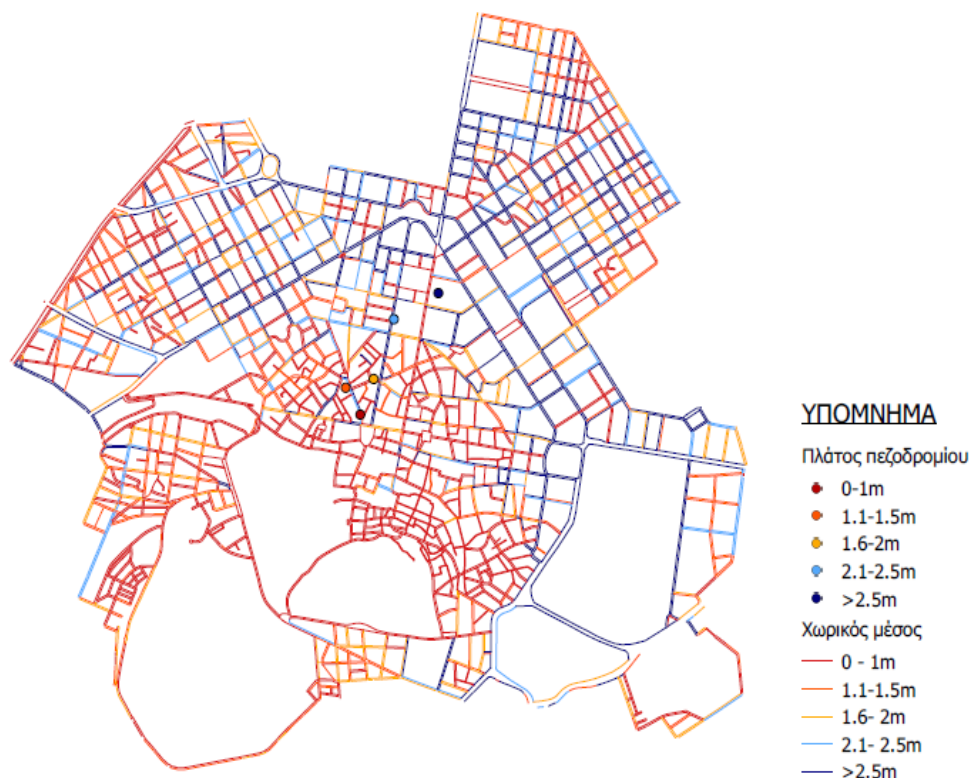 ΥΠΟΜΝΗΜΑ
Πλάτος πεζοδρομίου
0-1m
1.1-1.5m
1.6-2m
2.1-2.5m
>2.5m
Χωρικός μέσος
0 - 1m
1.1-1.5m
1.6- 2m
2.1- 2.5m
>2.5m